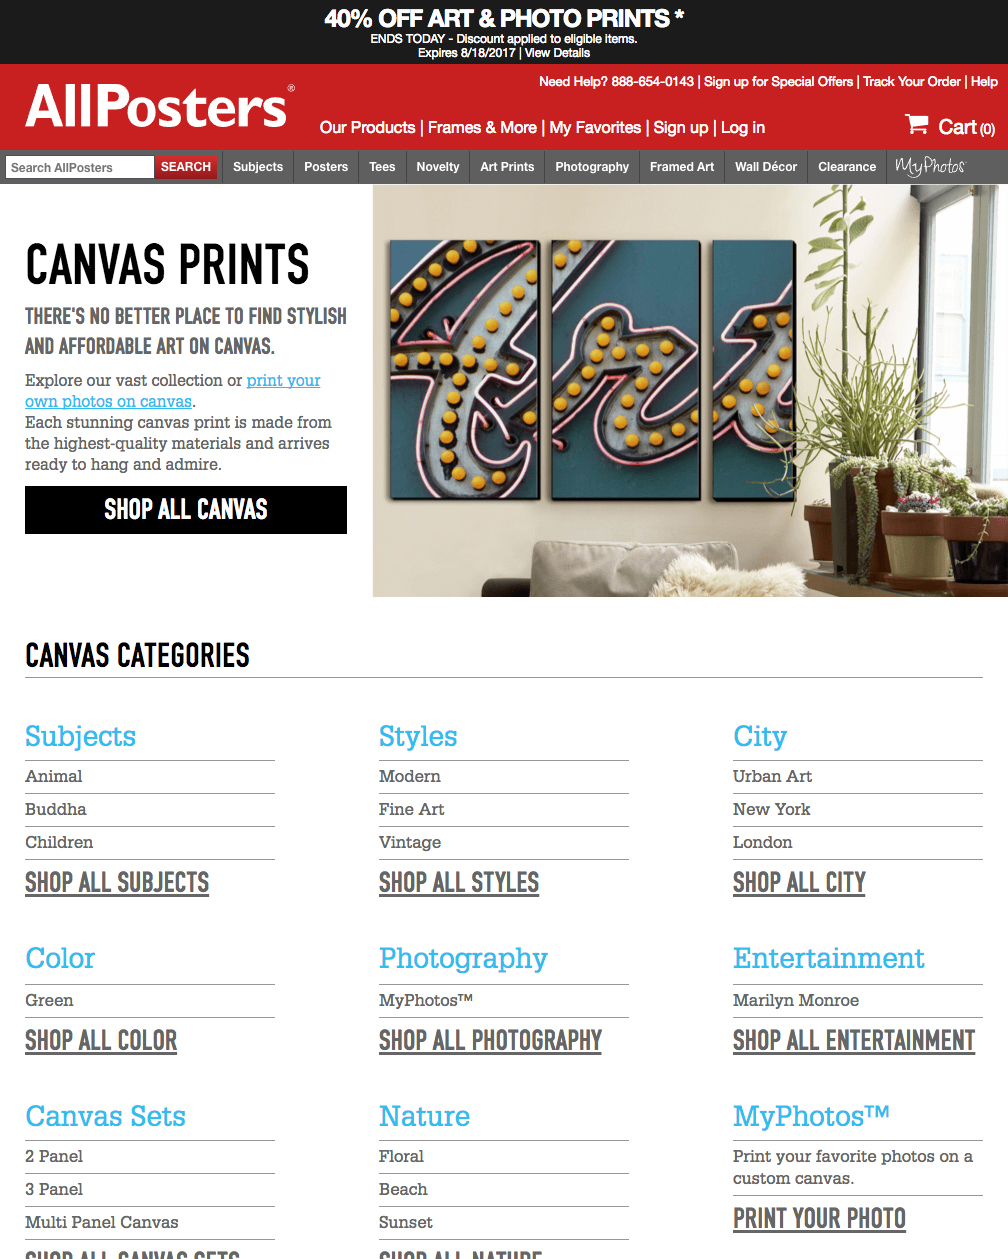 40% OFF ART & PHOTO PRINTS *
ENDS TODAY - Discount applied to eligible items.
Expires 8/18/2017 | View Details
Need Help? 888-654-0143 | Sign up for Special Offers | Track Your Order | Help
AllPosters®
Our Products | Frames & More | My Favorites | Sign up | Log in
Cart (0)
Search AllPosters SEARCH Subjects Posters Tees Novelty Art Prints Photography Framed Art Wall Décor Clearance MyPhotos
CANVAS PRINTS
THERE'S NO BETTER PLACE TO FIND STYLISH
AND AFFORDABLE ART ON CANVAS.
Explore our vast collection or print your
own photos on canvas.
Each stunning canvas print is made from
the highest-quality materials and arrives
ready to hang and admire.
SHOP ALL CANVAS
Art
CANVAS CATEGORIES
Subjects
Animal
Buddha
Children
SHOP ALL SUBJECTS
Styles
Modern
Fine Art
Vintage
SHOP ALL STYLES
City
Urban Art
New York
London
SHOP ALL CITY
Color
Green
SHOP ALL COLOR
Photography
MyPhotos™
SHOP ALL PHOTOGRAPHY
Entertainment
Marilyn Monroe
SHOP ALL ENTERTAINMENT
Canvas Sets
2 Panel
3 Panel
Multi Panel Canvas
SHOP ALL CANVAS SETS
Nature
Floral
Beach
Sunset
SHOP ALL NATURE
MyPhotos™
Print your favorite photos on a
custom canvas.
PRINT YOUR PHOTO